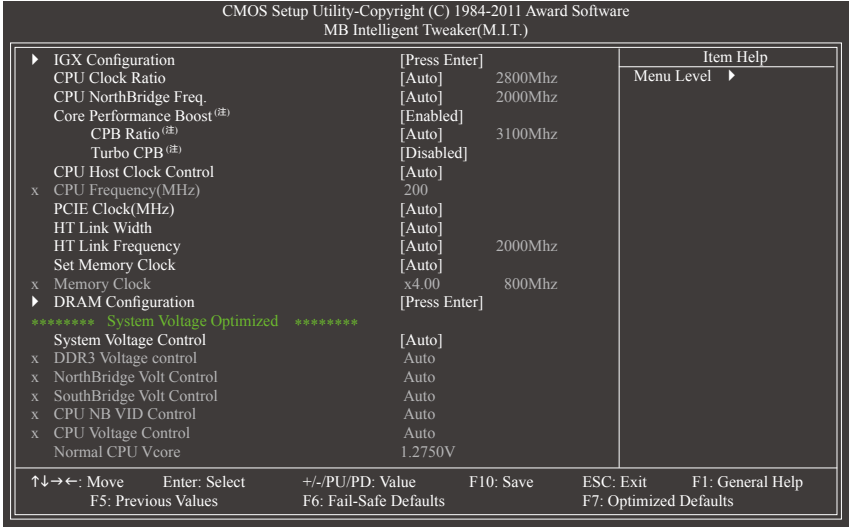 CMOS Setup Utility-Copyright (C) 1984-2011 Award Software
MB Intelligent Tweaker(M.I.T.)
IGX Configuration [Press Enter] Item Help
CPU Clock Ratio [Auto] 2800Mhz Menu Level
CPU NorthBridge Freq. [Auto] 2000Mhz
Core Performance Boost (注) [Enabled]
CPB Ratio (注) [Auto] 3100Mhz
Turbo CPB (注) [Disabled]
CPU Host Clock Control [Auto]
x CPU Frequency(MHz) 200
PCIE Clock(MHz) [Auto]
HT Link Width [Auto]
HT Link Frequency [Auto] 2000Mhz
Set Memory Clock [Auto]
x Memory Clock x4.00 800Mhz
DRAM Configuration [Press Enter]
******** System Voltage Optimized ********
System Voltage Control [Auto]
x DDR3 Voltage control Auto
x NorthBridge Volt Control Auto
x SouthBridge Volt Control Auto
x CPU NB VID Control Auto
x CPU Voltage Control Auto
Normal CPU Vcore 1.2750V
↑↓→←: Move Enter: Select +/-/PU/PD: Value F10: Save ESC: Exit F1: General Help
F5: Previous Values F6: Fail-Safe Defaults F7: Optimized Defaults